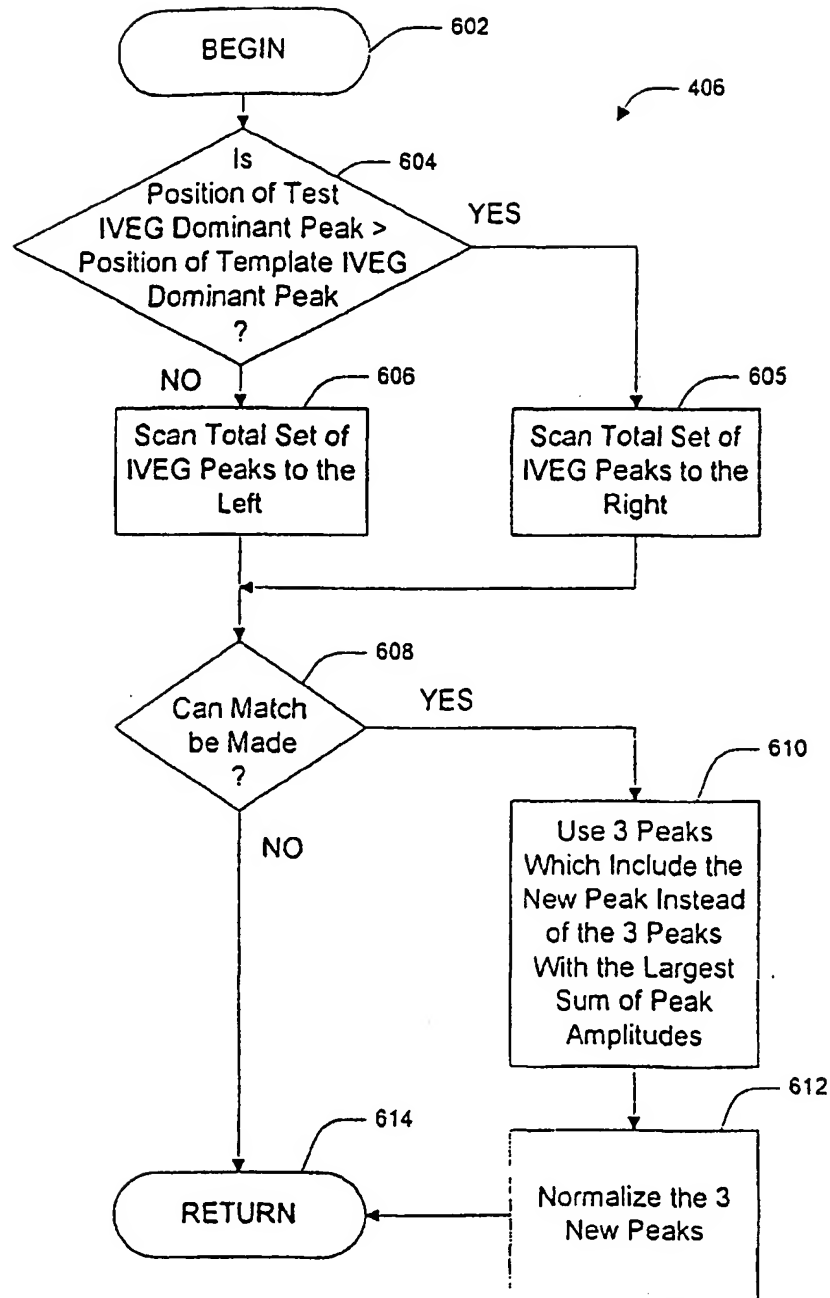 BEGIN
602
406
Is
Position of Test
IVEG Dominant Peak >
Position of Template IVEG
Dominant Peak
?
604
YES
NO
606
605
Scan Total Set of
IVEG Peaks to the
Left
Scan Total Set of
IVEG Peaks to the
Right
608
Can Match
be Made
?
YES
NO
610
Use 3 Peaks
Which Include the
New Peak Instead
of the 3 Peaks
With the Largest
Sum of Peak
Amplitudes
612
Normalize the 3
New Peaks
614
RETURN